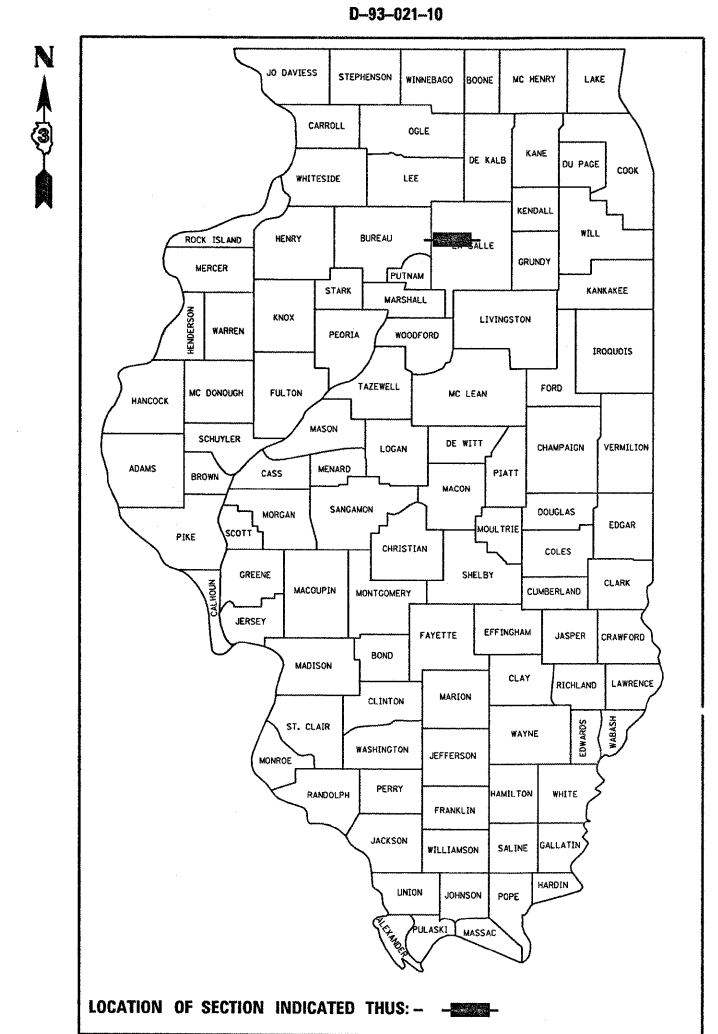 D-93-021-10
N
3
JO DAVIESS
STEPHENSON
WINNEBAGO
BOONE
MC HENRY
LAKE
CARROLL
OGLE
DE KALB
KANE
DU PAGE
COOK
WHITESIDE
LEE
KENDALL
ROCK ISLAND
HENRY
BUREAU
LA SALLE
WILL
MERCER
PUTNAM
GRUNDY
STARK
MARSHALL
KANKAKEE
HENDERSON
WARREN
KNOX
PEORIA
WOODFORD
LIVINGSTON
IROQUOIS
HANCOCK
MC DONOUGH
FULTON
TAZEWELL
MC LEAN
FORD
SCHUYLER
MASON
LOGAN
DE WITT
CHAMPAIGN
VERMILION
ADAMS
BROWN
CASS
MENARD
MACON
PIATT
PIKE
SCOTT
MORGAN
SANGAMON
CHRISTIAN
MOULTRIE
DOUGLAS
EDGAR
COLES
CALHOUN
GREENE
MACOUPIN
MONTGOMERY
SHELBY
CUMBERLAND
CLARK
JERSEY
FAYETTE
EFFINGHAM
JASPER
CRAWFORD
MADISON
BOND
CLAY
RICHLAND
LAWRENCE
CLINTON
MARION
ST. CLAIR
WAYNE
EDWARDS
WABASH
MONROE
WASHINGTON
JEFFERSON
RANDOLPH
PERRY
HAMILTON
WHITE
FRANKLIN
JACKSON
WILLIAMSON
SALINE
GALLATIN
UNION
JOHNSON
POPE
HARDIN
ALEXANDER
PULASKI
MASSAC
LOCATION OF SECTION INDICATED THUS: -